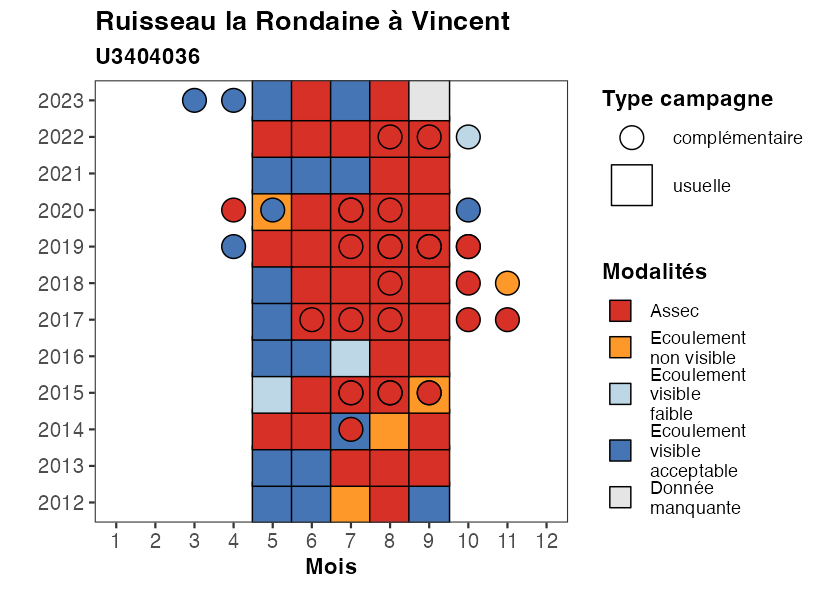 Ruisseau la Rondaine à Vincent
U3404036
2023
2022
2021
2020
2019
2018
2017
2016
2015
2014
2013
2012
1 2 3 4 5 6 7 8 9 10 11 12
Mois
Type campagne
complémentaire
usuelle
Modalités
Assec
Ecoulement
non visible
Ecoulement
visible
faible
Ecoulement
visible
acceptable
Donnée
manquante